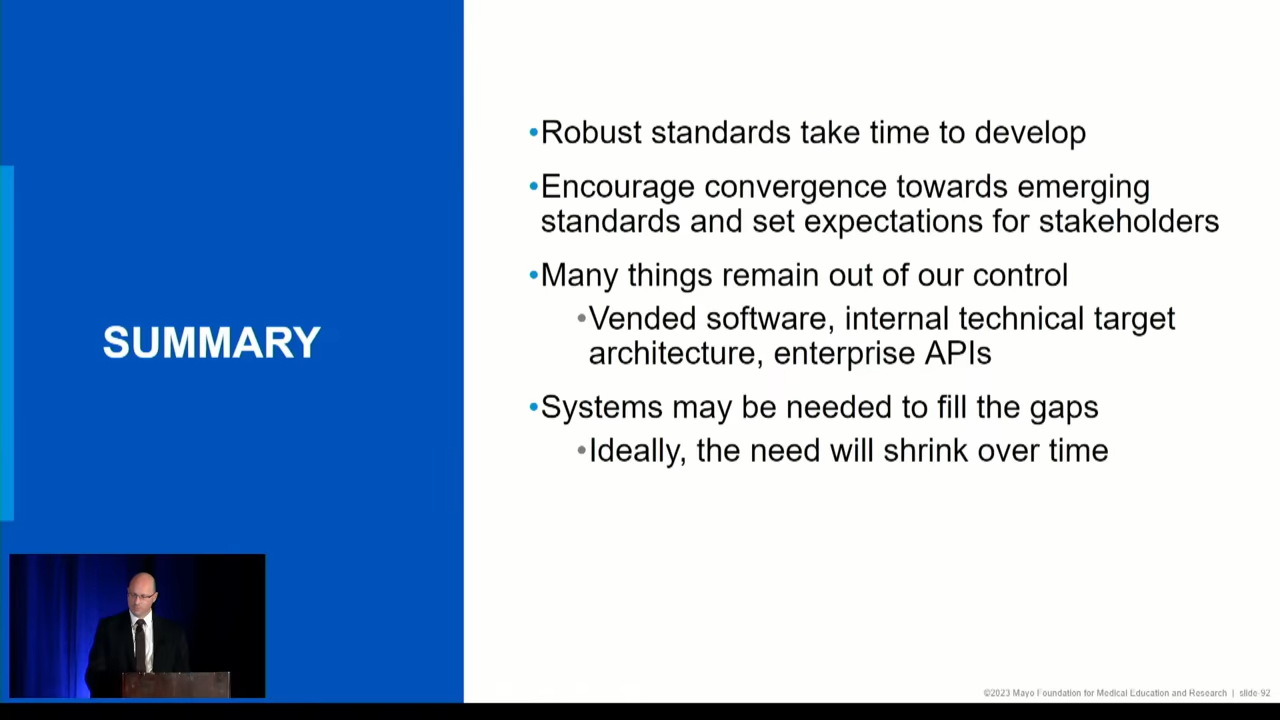 SUMMARY
•Robust standards take time to develop
•Encourage convergence towards emerging
standards and set expectations for stakeholders
•Many things remain out of our control
•Vended software, internal technical target
architecture, enterprise APIs
•Systems may be needed to fill the gaps
•Ideally, the need will shrink over time
©2023 Mayo Foundation for Medical Education and Research | slide-92